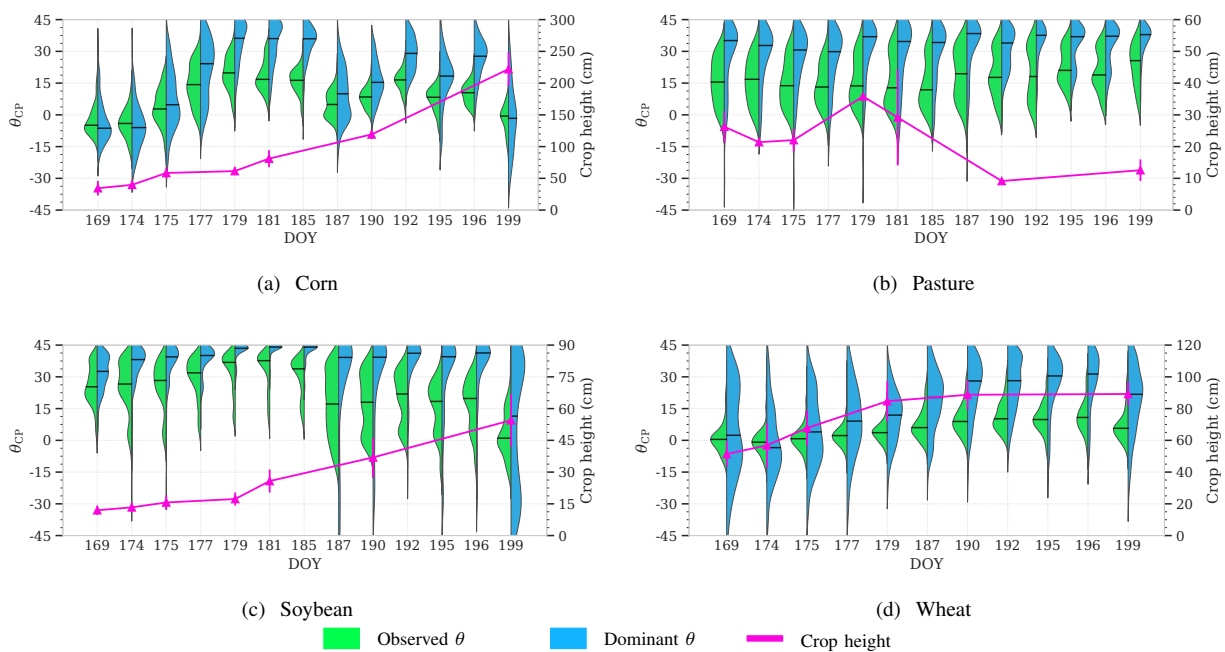 45
30
15
0
-15
-30
-45
θCP
300
250
200
150
100
50
0
Crop height (cm)
169 174 175 177 179 181 185 187 190 192 195 196 199
DOY
(a) Corn
45
30
15
0
-15
-30
-45
θCP
60
50
40
30
20
10
0
Crop height (cm)
169 174 175 177 179 181 185 187 190 192 195 196 199
DOY
(b) Pasture
45
30
15
0
-15
-30
-45
θCP
90
75
60
45
30
15
0
Crop height (cm)
169 174 175 177 179 181 185 187 190 192 195 196 199
DOY
(c) Soybean
45
30
15
0
-15
-30
-45
θCP
120
100
80
60
40
20
0
Crop height (cm)
169 174 175 177 179 187 190 192 195 196 199
DOY
(d) Wheat
Observed θ Dominant θ Crop height